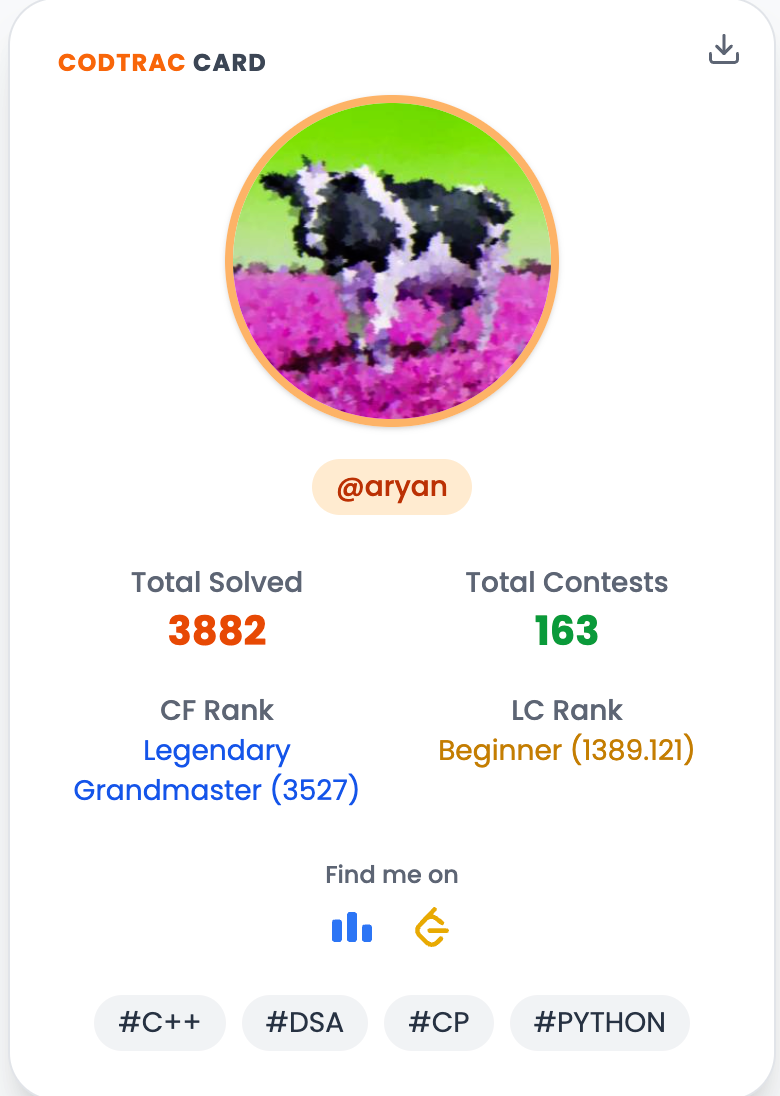 CODTRAC CARD
@aryan
Total Solved
3882
Total Contests
163
CF Rank
Legendary
Grandmaster (3527)
LC Rank
Beginner (1389.121)
Find me on
#C++ #DSA #CP #PYTHON